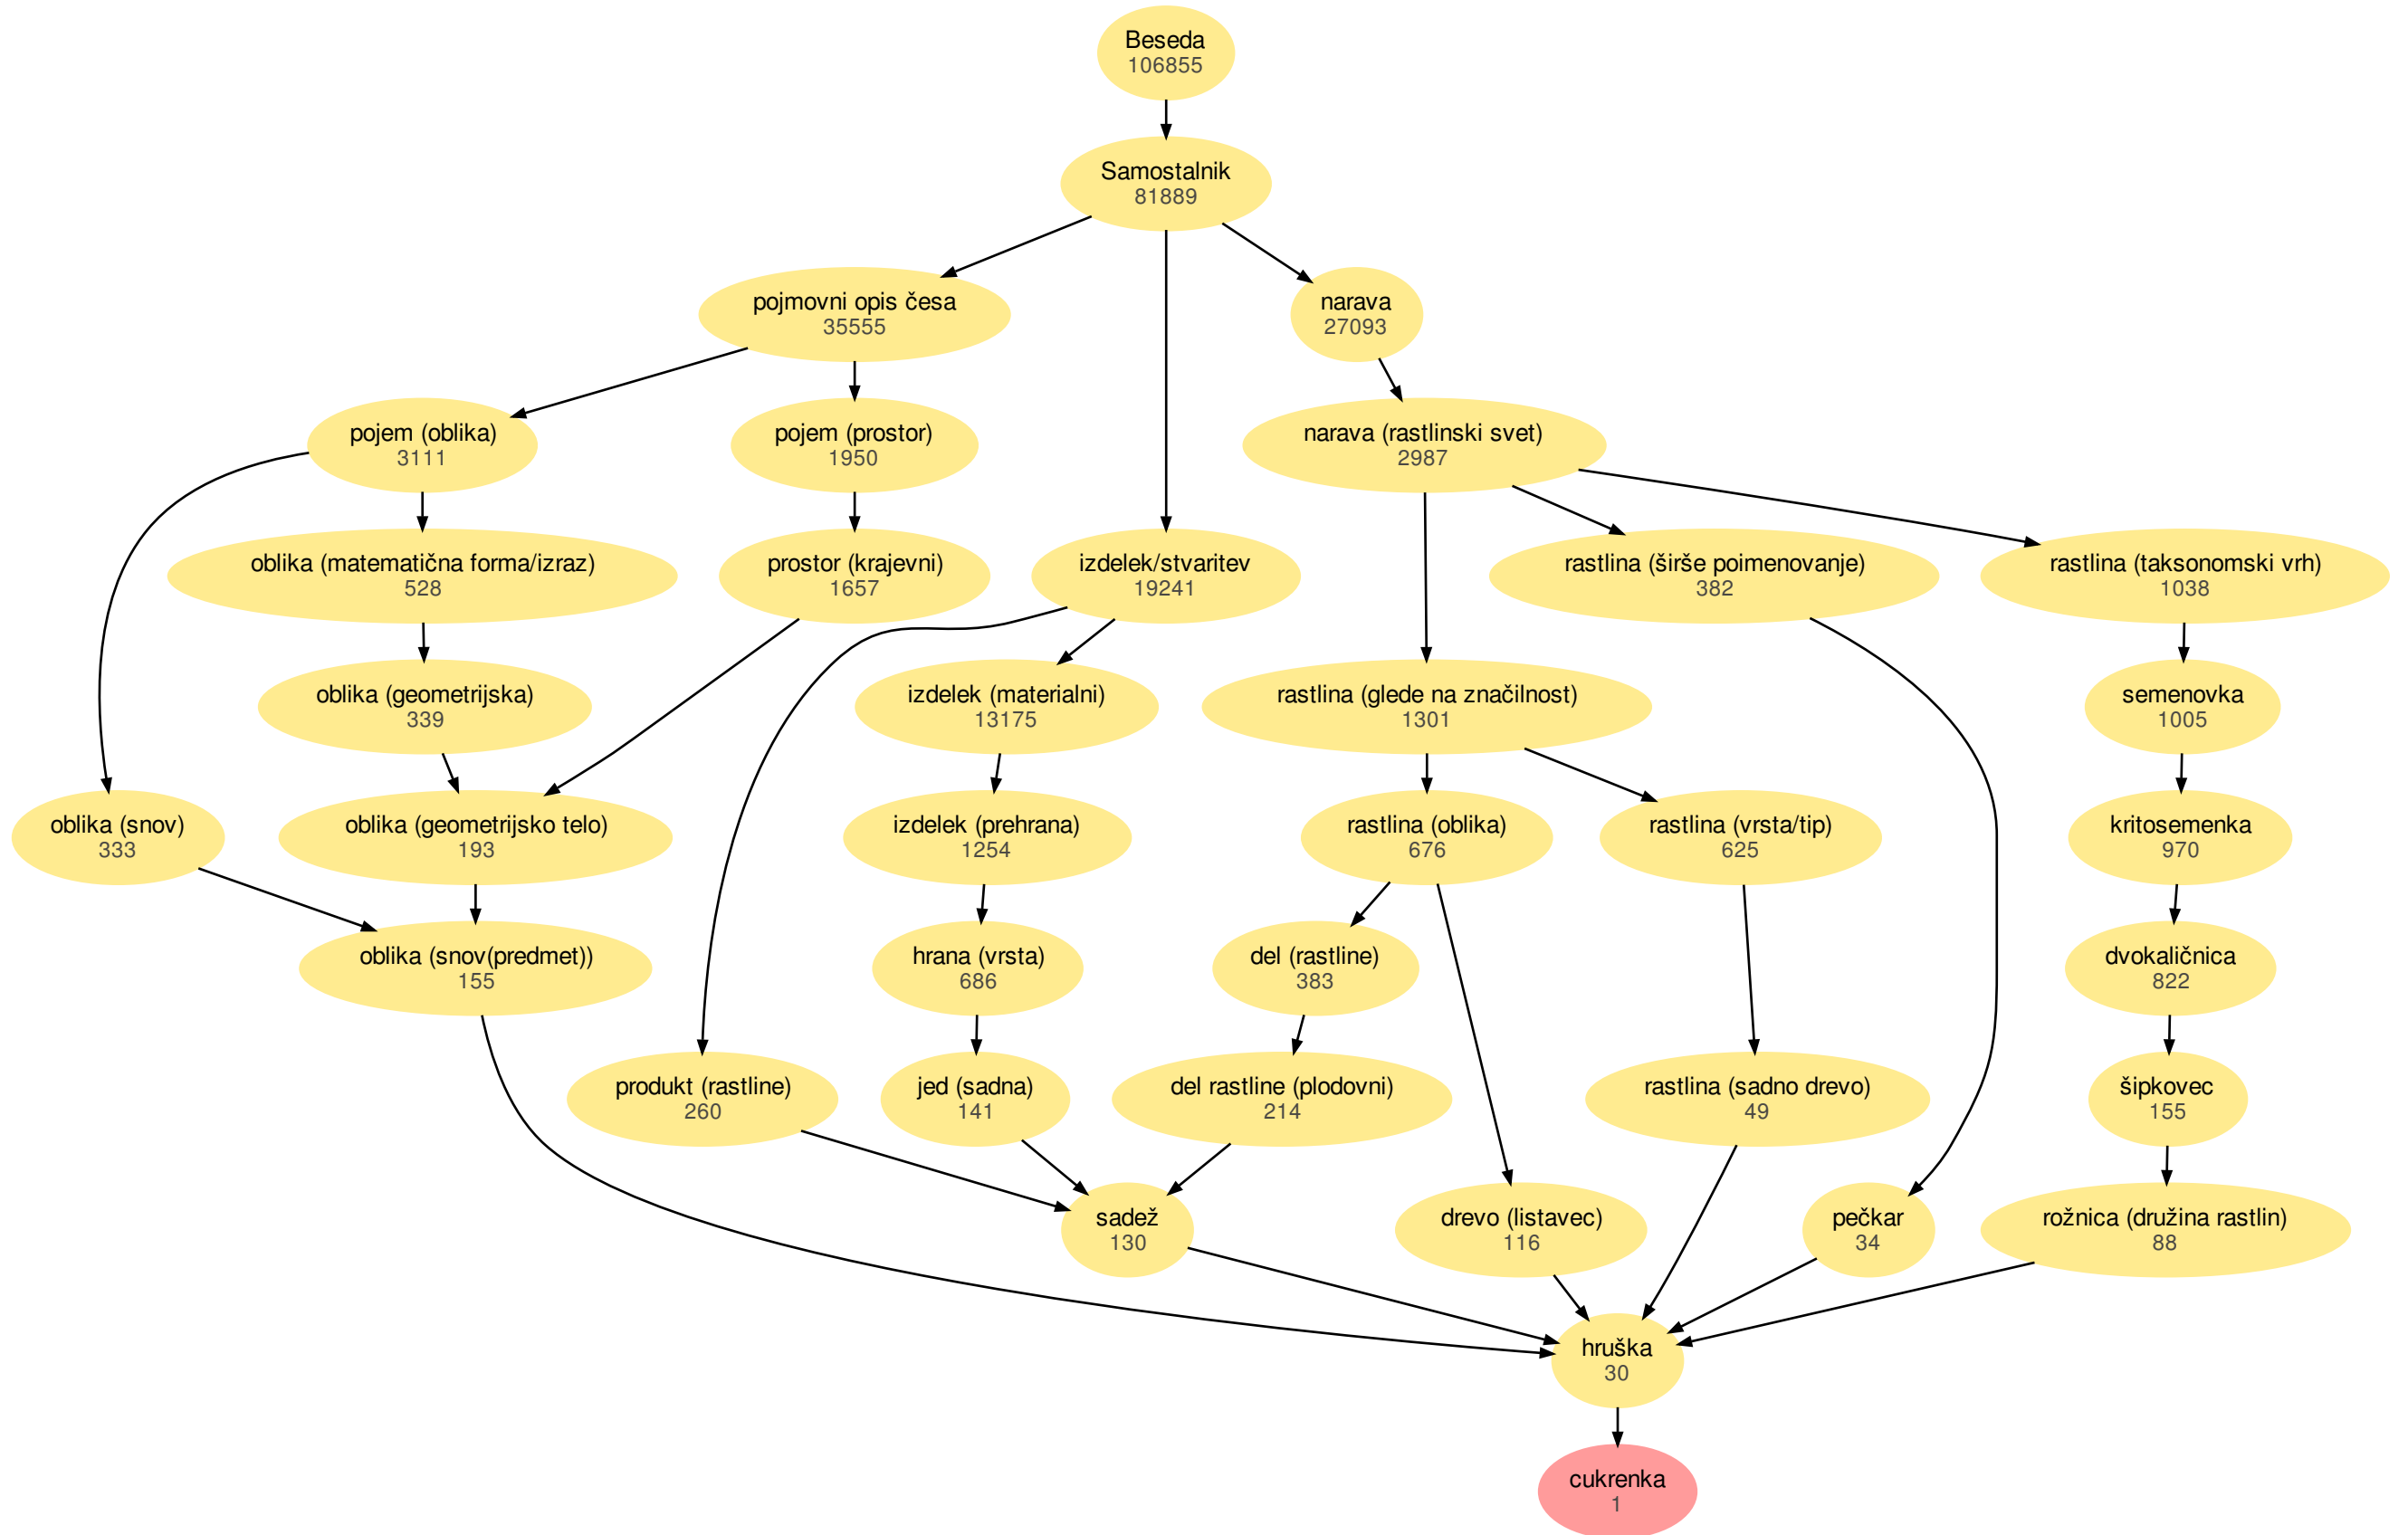 Beseda
106855
Samostalnik
81889
pojmovni opis česa
35555
narava
27093
pojem (oblika)
3111
pojem (prostor)
1950
narava (rastlinski svet)
2987
oblika (matematična forma/izraz)
528
prostor (krajevni)
1657
izdelek/stvaritev
19241
rastlina (širše poimenovanje)
382
rastlina (taksonomski vrh)
1038
oblika (geometrijska)
339
izdelek (materialni)
13175
rastlina (glede na značilnost)
1301
semenovka
1005
oblika (snov)
333
oblika (geometrijsko telo)
193
izdelek (prehrana)
1254
rastlina (oblika)
676
rastlina (vrsta/tip)
625
kritosemenka
970
oblika (snov(predmet))
155
hrana (vrsta)
686
del (rastline)
383
dvokaličnica
822
produkt (rastline)
260
jed (sadna)
141
del rastline (plodovni)
214
rastlina (sadno drevo)
49
šipkovec
155
sadež
130
drevo (listavec)
116
pečkar
34
rožnica (družina rastlin)
88
hruška
30
cukrenka
1